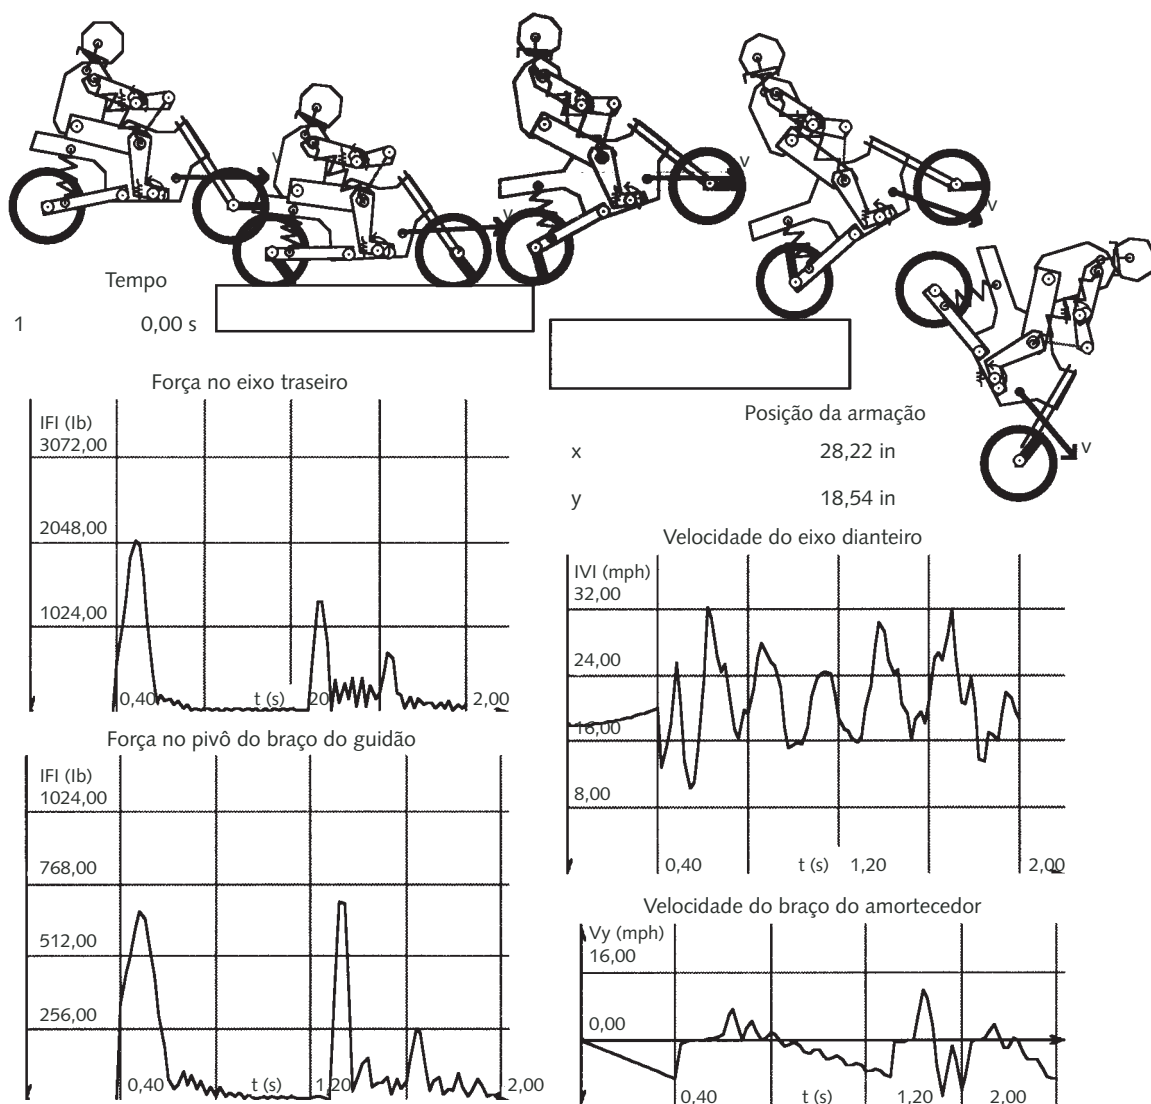 V
V
V
V
V
Tempo
1 0,00 s
Força no eixo traseiro
IFI (Ib)
3072,00
2048,00
1024,00
0,40 t (s) 20 2,00
Posição da armação
x 28,22 in
y 18,54 in
Velocidade do eixo dianteiro
IVI (mph)
32,00
24,00
16,00
8,00
0,40 t (s) 1,20 2,00
Força no pivô do braço do guidão
IFI (Ib)
1024,00
768,00
512,00
256,00
0,40 t (s) 1,20 2,00
Velocidade do braço do amortecedor
Vy (mph)
16,00
0,00
0,40 t (s) 1,20 2,00